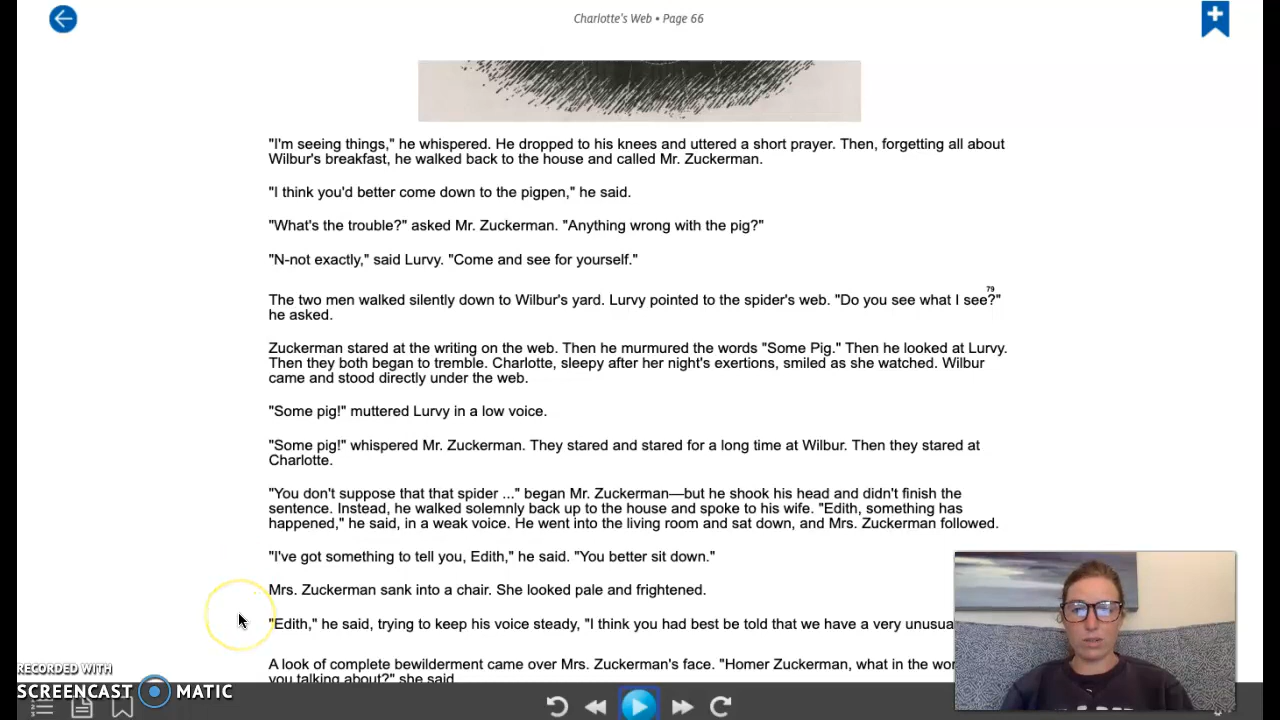 Charlotte's Web • Page 66
"I'm seeing things," he whispered. He dropped to his knees and uttered a short prayer. Then, forgetting all about
Wilbur's breakfast, he walked back to the house and called Mr. Zuckerman.
"I think you'd better come down to the pigpen," he said.
"What's the trouble?" asked Mr. Zuckerman. "Anything wrong with the pig?"
"N-not exactly," said Lurvy. "Come and see for yourself."
79
The two men walked silently down to Wilbur's yard. Lurvy pointed to the spider's web. "Do you see what I see?"
he asked.
Zuckerman stared at the writing on the web. Then he murmured the words "Some Pig." Then he looked at Lurvy.
Then they both began to tremble. Charlotte, sleepy after her night's exertions, smiled as she watched. Wilbur
came and stood directly under the web.
"Some pig!" muttered Lurvy in a low voice.
"Some pig!" whispered Mr. Zuckerman. They stared and stared for a long time at Wilbur. Then they stared at
Charlotte.
"You don't suppose that that spider ..." began Mr. Zuckerman—but he shook his head and didn't finish the
sentence. Instead, he walked solemnly back up to the house and spoke to his wife. "Edith, something has
happened," he said, in a weak voice. He went into the living room and sat down, and Mrs. Zuckerman followed.
"I've got something to tell you, Edith," he said. "You better sit down."
Mrs. Zuckerman sank into a chair. She looked pale and frightened.
"Edith," he said, trying to keep his voice steady, "I think you had best be told that we have a very
A look of complete bewilderment came over Mrs. Zuckerman's face. "Homer Zuckerman, what in the
you talking about?" she said
RECORDED WITH
SCREENCAST MATIC